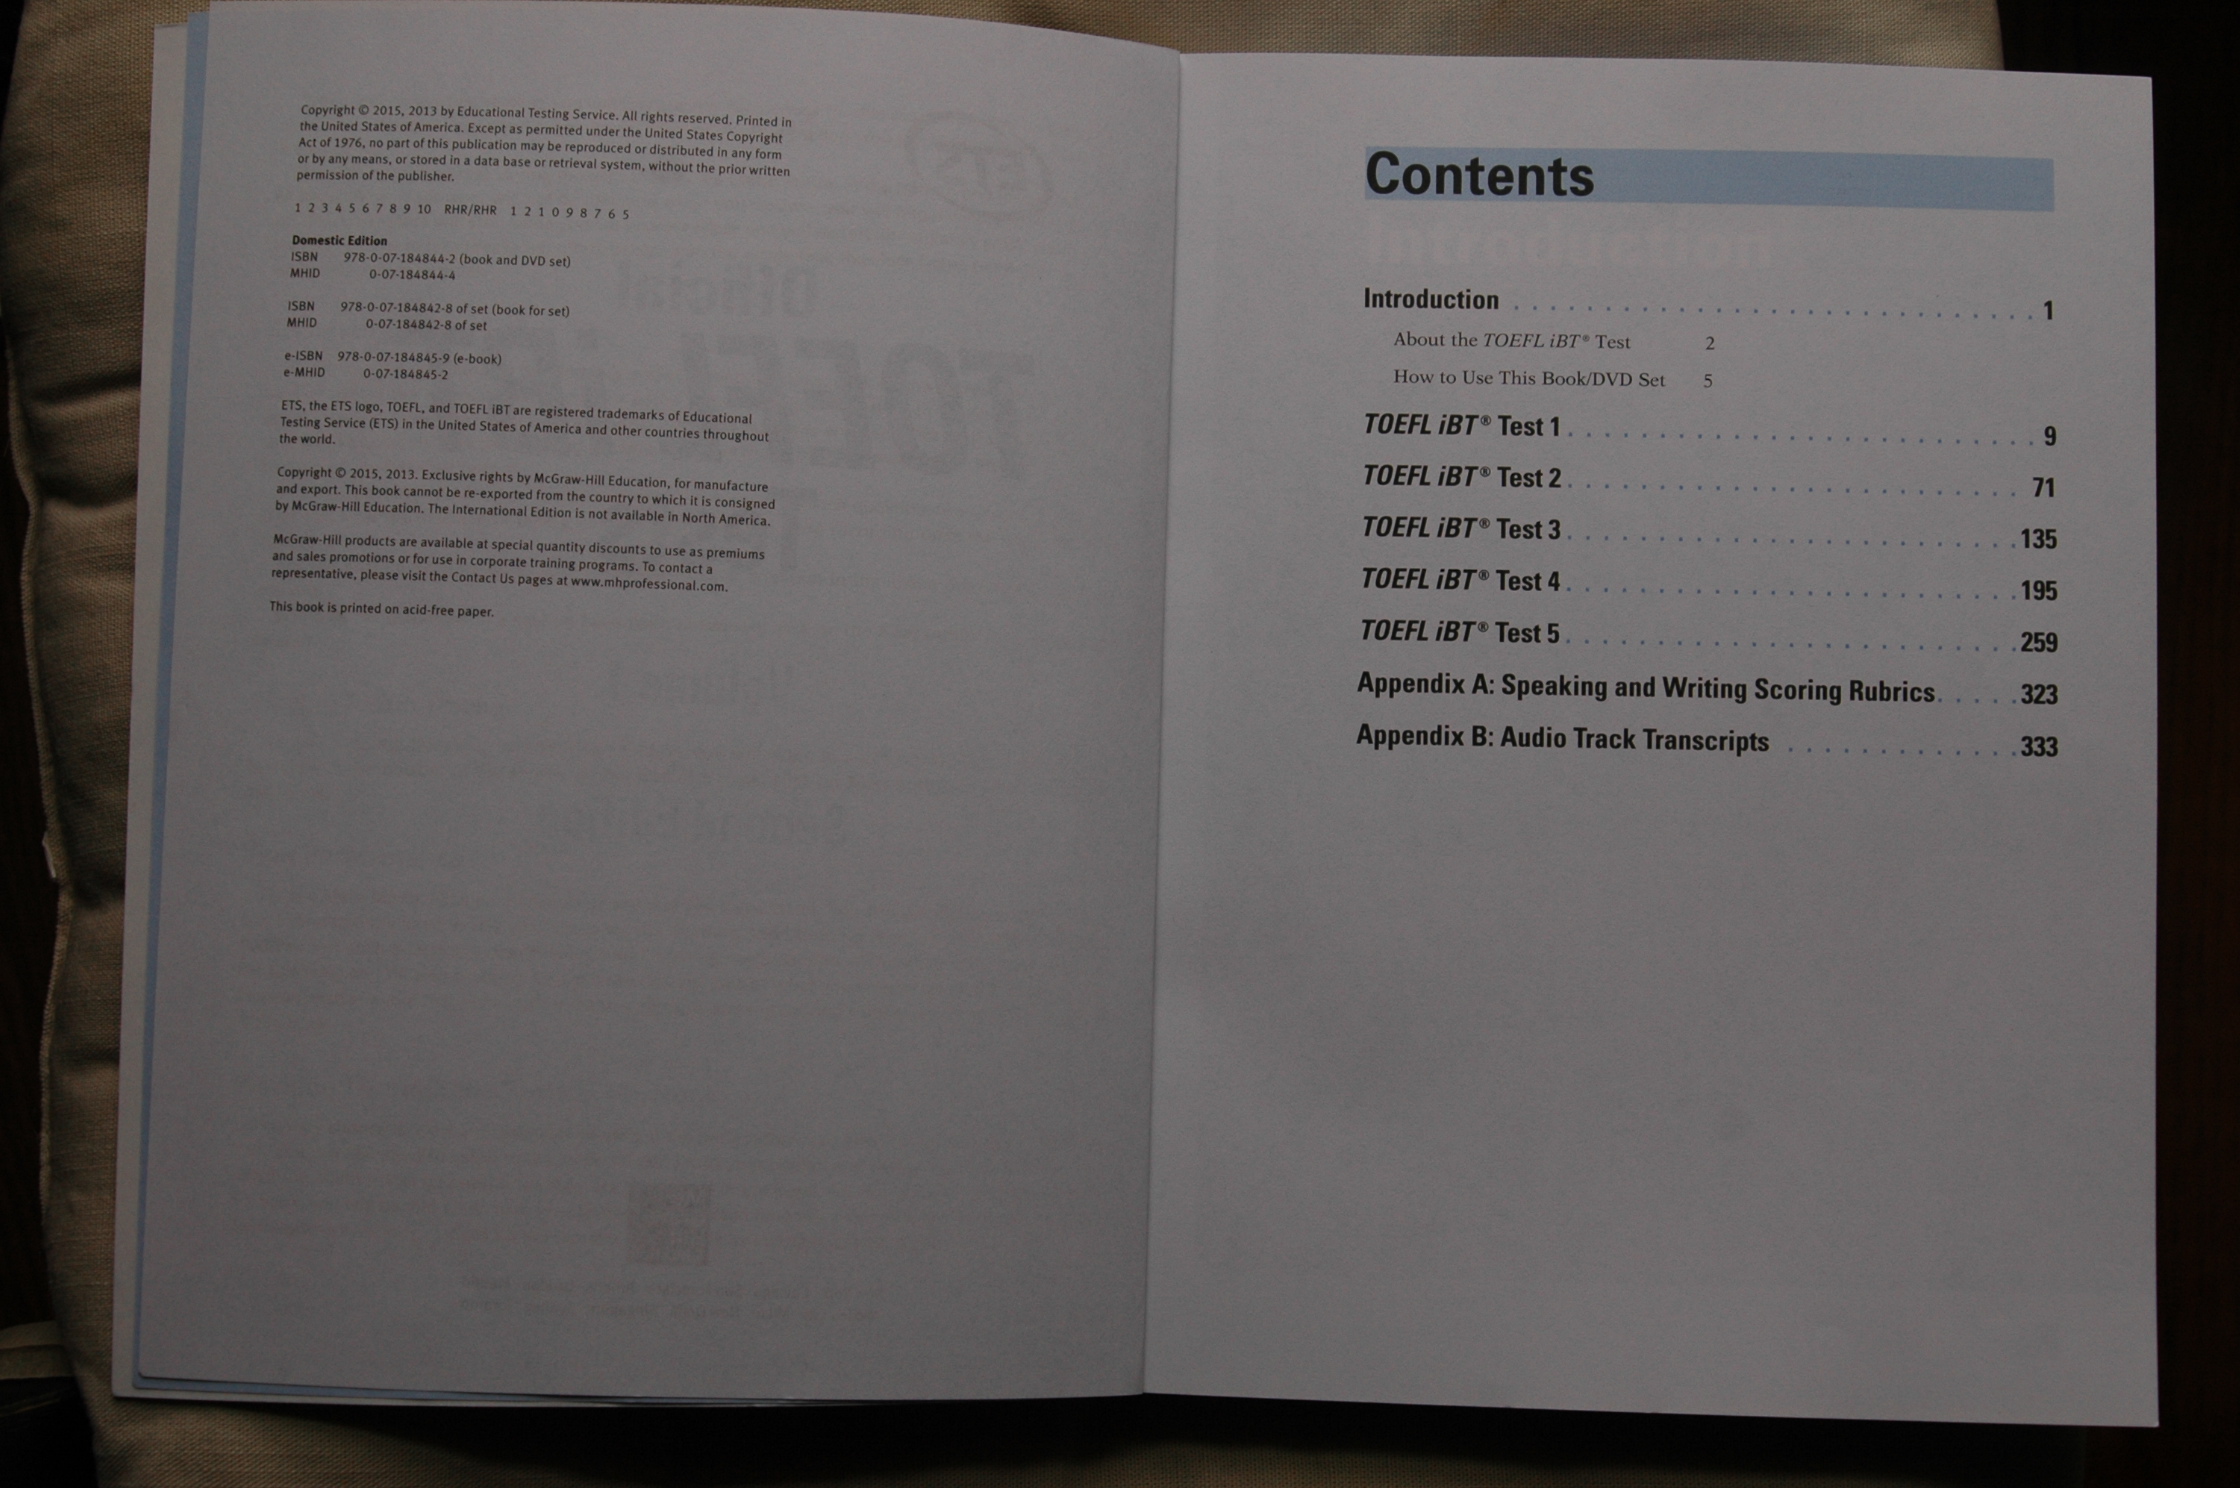 Copyright © 2015, 2013 by Educational Testing Service. All rights reserved. Printed in
the United States of America. Except as permitted under the United States Copyright
Act of 1976, no part of this publication may be reproduced or distributed in any form
or by any means, or stored in a data base or retrieval system, without the prior written
permission of the publisher.
1 2 3 4 5 6 7 8 9 10 RHR/RHR 1 2 1 0 9 8 7 6 5
Domestic Edition
ISBN 978-0-07-184844-2 (book and DVD set)
MHID 0-07-184844-4
ISBN 978-0-07-184842-8 of set (book for set)
MHID 0-07-184842-8 of set
e-ISBN 978-0-07-184845-9 (e-book)
e-MHID 0-07-184845-2
ETS, the ETS logo, TOEFL, and TOEFL iBT are registered trademarks of Educational
Testing Service (ETS) in the United States of America and other countries throughout
the world.
Copyright © 2015, 2013. Exclusive rights by McGraw-Hill Education, for manufacture
and export. This book cannot be re-exported from the country to which it is consigned
by McGraw-Hill Education. The International Edition is not available in North America.
McGraw-Hill products are available at special quantity discounts to use as premiums
and sales promotions or for use in corporate training programs. To contact a
representative, please visit the Contact Us pages at www.mhprofessional.com.
This book is printed on acid-free paper.
Contents
Introduction . . . . . . . . . . . . . . . . . . . . . . . . . . . 1
About the TOEFL iBT® Test 2
How to Use This Book/DVD Set 5
TOEFL iBT® Test 1 . . . . . . . . . . . . . . . . . . . . . . . . 9
TOEFL iBT® Test 2 . . . . . . . . . . . . . . . . . . . . . . . . 71
TOEFL iBT® Test 3 . . . . . . . . . . . . . . . . . . . . . . . . 135
TOEFL iBT® Test 4 . . . . . . . . . . . . . . . . . . . . . . . . 195
TOEFL iBT® Test 5 . . . . . . . . . . . . . . . . . . . . . . . . 259
Appendix A: Speaking and Writing Scoring Rubrics. . . . . 323
Appendix B: Audio Track Transcripts . . . . . . . . . . . . 333